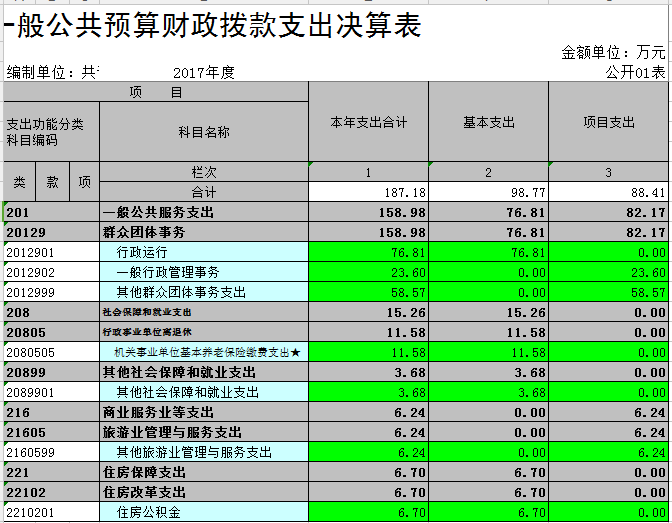 一般公共预算财政拨款支出决算表
金额单位：万元
编制单位：共 2017年度 公开01表
项 目 本年支出合计 基本支出 项目支出
支出功能分类科目编码 科目名称
类 款 项 栏次 1 2 3
合计 187.18 98.77 88.41
201 一般公共服务支出 158.98 76.81 82.17
20129 群众团体事务 158.98 76.81 82.17
2012901 行政运行 76.81 76.81 0.00
2012902 一般行政管理事务 23.60 0.00 23.60
2012999 其他群众团体事务支出 58.57 0.00 58.57
208 社会保障和就业支出 15.26 15.26 0.00
20805 行政事业单位离退休 11.58 11.58 0.00
2080505 机关事业单位基本养老保险缴费支出★ 11.58 11.58 0.00
20899 其他社会保障和就业支出 3.68 3.68 0.00
2089901 其他社会保障和就业支出 3.68 3.68 0.00
216 商业服务业等支出 6.24 0.00 6.24
21605 旅游业管理与服务支出 6.24 0.00 6.24
2160599 其他旅游业管理与服务支出 6.24 0.00 6.24
221 住房保障支出 6.70 6.70 0.00
22102 住房改革支出 6.70 6.70 0.00
2210201 住房公积金 6.70 6.70 0.00